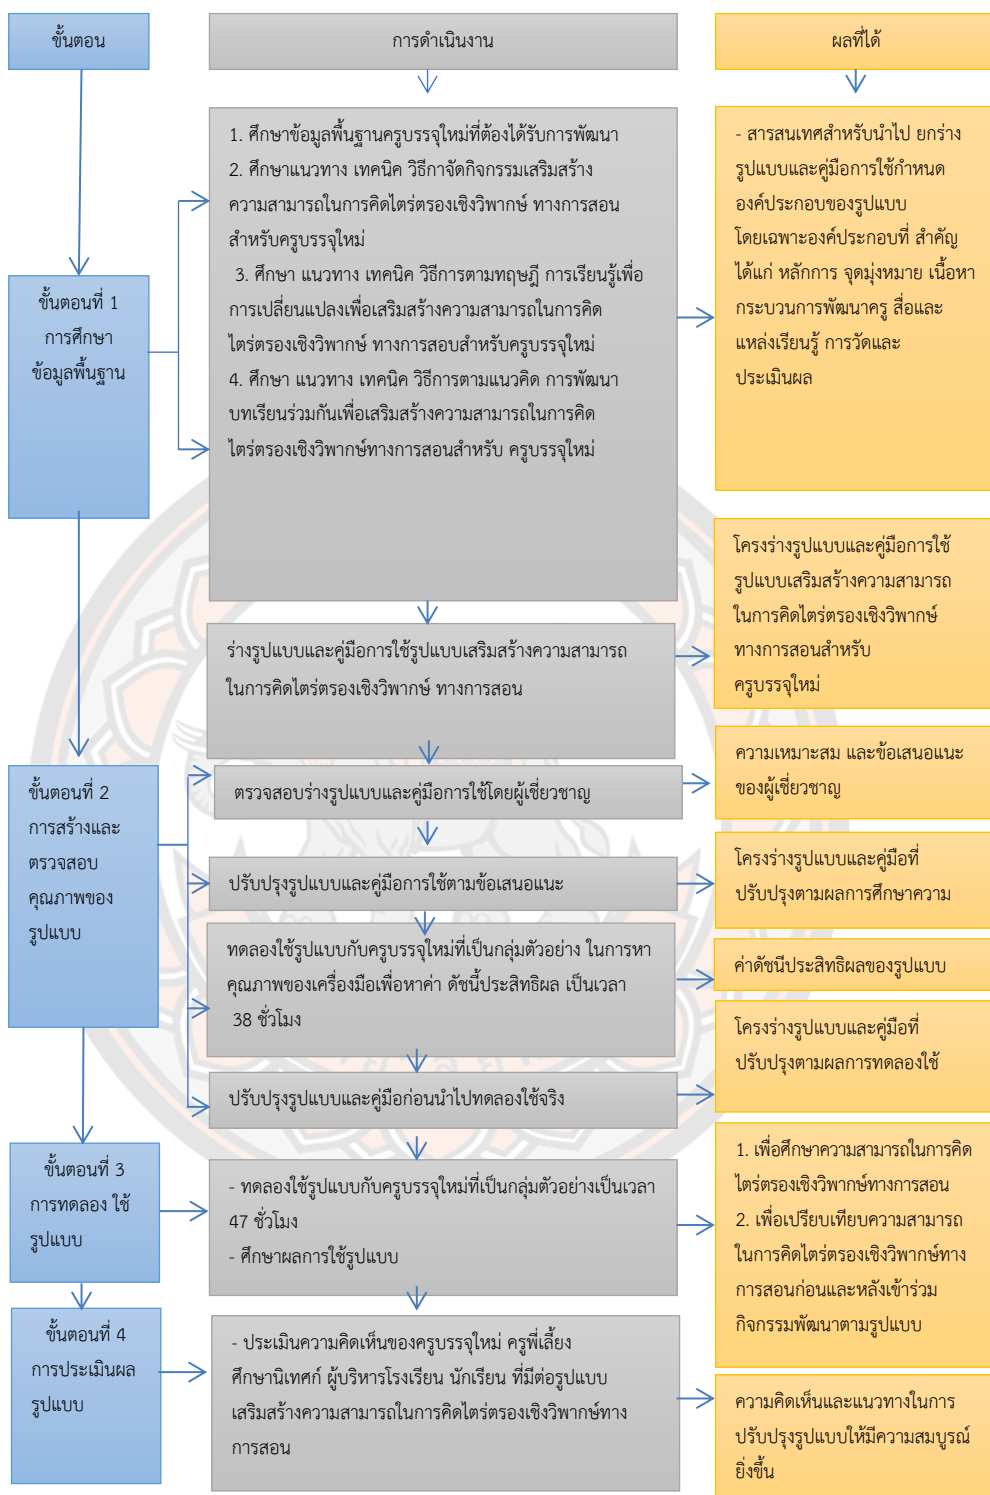 ขั้นตอน
การดำเนินงาน
ผลที่ได้
ขั้นตอนที่ 1
การศึกษา
ข้อมูลพื้นฐาน
1. ศึกษาข้อมูลพื้นฐานครูบรรจุใหม่ที่ต้องได้รับการพัฒนา
2. ศึกษาแนวทาง เทคนิค วิธีกาจัดกิจกรรมเสริมสร้าง
ความสามารถในการคิดไตร่ตรองเชิงวิพากษ์ ทางการสอน
สำหรับครูบรรจุใหม่
3. ศึกษา แนวทาง เทคนิค วิธีการตามทฤษฎี การเรียนรู้เพื่อ
การเปลี่ยนแปลงเพื่อเสริมสร้างความสามารถในการคิด
ไตร่ตรองเชิงวิพากษ์ ทางการสอบสำหรับครูบรรจุใหม่
4. ศึกษา แนวทาง เทคนิค วิธีการตามแนวคิด การพัฒนา
บทเรียนร่วมกันเพื่อเสริมสร้างความสามารถในการคิด
ไตร่ตรองเชิงวิพากษ์ทางการสอนสำหรับ ครูบรรจุใหม่
- สารสนเทศสำหรับนำไป ยกร่าง
รูปแบบและคู่มือการใช้กำหนด
องค์ประกอบของรูปแบบ
โดยเฉพาะองค์ประกอบที่ สำคัญ
ได้แก่ หลักการ จุดมุ่งหมาย เนื้อหา
กระบวนการพัฒนาครู สื่อและ
แหล่งเรียนรู้ การวัดและ
ประเมินผล
ร่างรูปแบบและคู่มือการใช้รูปแบบเสริมสร้างความสามารถ
ในการคิดไตร่ตรองเชิงวิพากษ์ ทางการสอน
โครงร่างรูปแบบและคู่มือการใช้
รูปแบบเสริมสร้างความสามารถ
ในการคิดไตร่ตรองเชิงวิพากษ์
ทางการสอนสำหรับ
ครูบรรจุใหม่
ขั้นตอนที่ 2
การสร้างและ
ตรวจสอบ
คุณภาพของ
รูปแบบ
ตรวจสอบร่างรูปแบบและคู่มือการใช้โดยผู้เชี่ยวชาญ
ความเหมาะสม และข้อเสนอแนะ
ของผู้เชี่ยวชาญ
ปรับปรุงรูปแบบและคู่มือการใช้ตามข้อเสนอแนะ
โครงร่างรูปแบบและคู่มือที่
ปรับปรุงตามผลการศึกษาความ
ทดลองใช้รูปแบบกับครูบรรจุใหม่ที่เป็นกลุ่มตัวอย่าง ในการหา
คุณภาพของเครื่องมือเพื่อหาค่า ดัชนี้ประสิทธิผล เป็นเวลา
38 ชั่วโมง
ค่าดัชนีประสิทธิผลของรูปแบบ
ปรับปรุงรูปแบบและคู่มือก่อนนำไปทดลองใช้จริง
โครงร่างรูปแบบและคู่มือที่
ปรับปรุงตามผลการทดลองใช้
ขั้นตอนที่ 3
การทดลอง ใช้
รูปแบบ
- ทดลองใช้รูปแบบกับครูบรรจุใหม่ที่เป็นกลุ่มตัวอย่างเป็นเวลา
47 ชั่วโมง
- ศึกษาผลการใช้รูปแบบ
1. เพื่อศึกษาความสามารถในการคิด
ไตร่ตรองเชิงวิพากษ์ทางการสอน
2. เพื่อเปรียบเทียบความสามารถ
ในการคิดไตร่ตรองเชิงวิพากษ์ทาง
การสอนก่อนและหลังเข้าร่วม
กิจกรรมพัฒนาตามรูปแบบ
ขั้นตอนที่ 4
การประเมินผล
รูปแบบ
- ประเมินความคิดเห็นของครูบรรจุใหม่ ครูพี่เลี้ยง
ศึกษานิเทศก์ ผู้บริหารโรงเรียน นักเรียน ที่มีต่อรูปแบบ
เสริมสร้างความสามารถในการคิดไตร่ตรองเชิงวิพากษ์ทาง
การสอน
ความคิดเห็นและแนวทางในการ
ปรับปรุงรูปแบบให้มีความสมบูรณ์
ยิ่งขึ้น